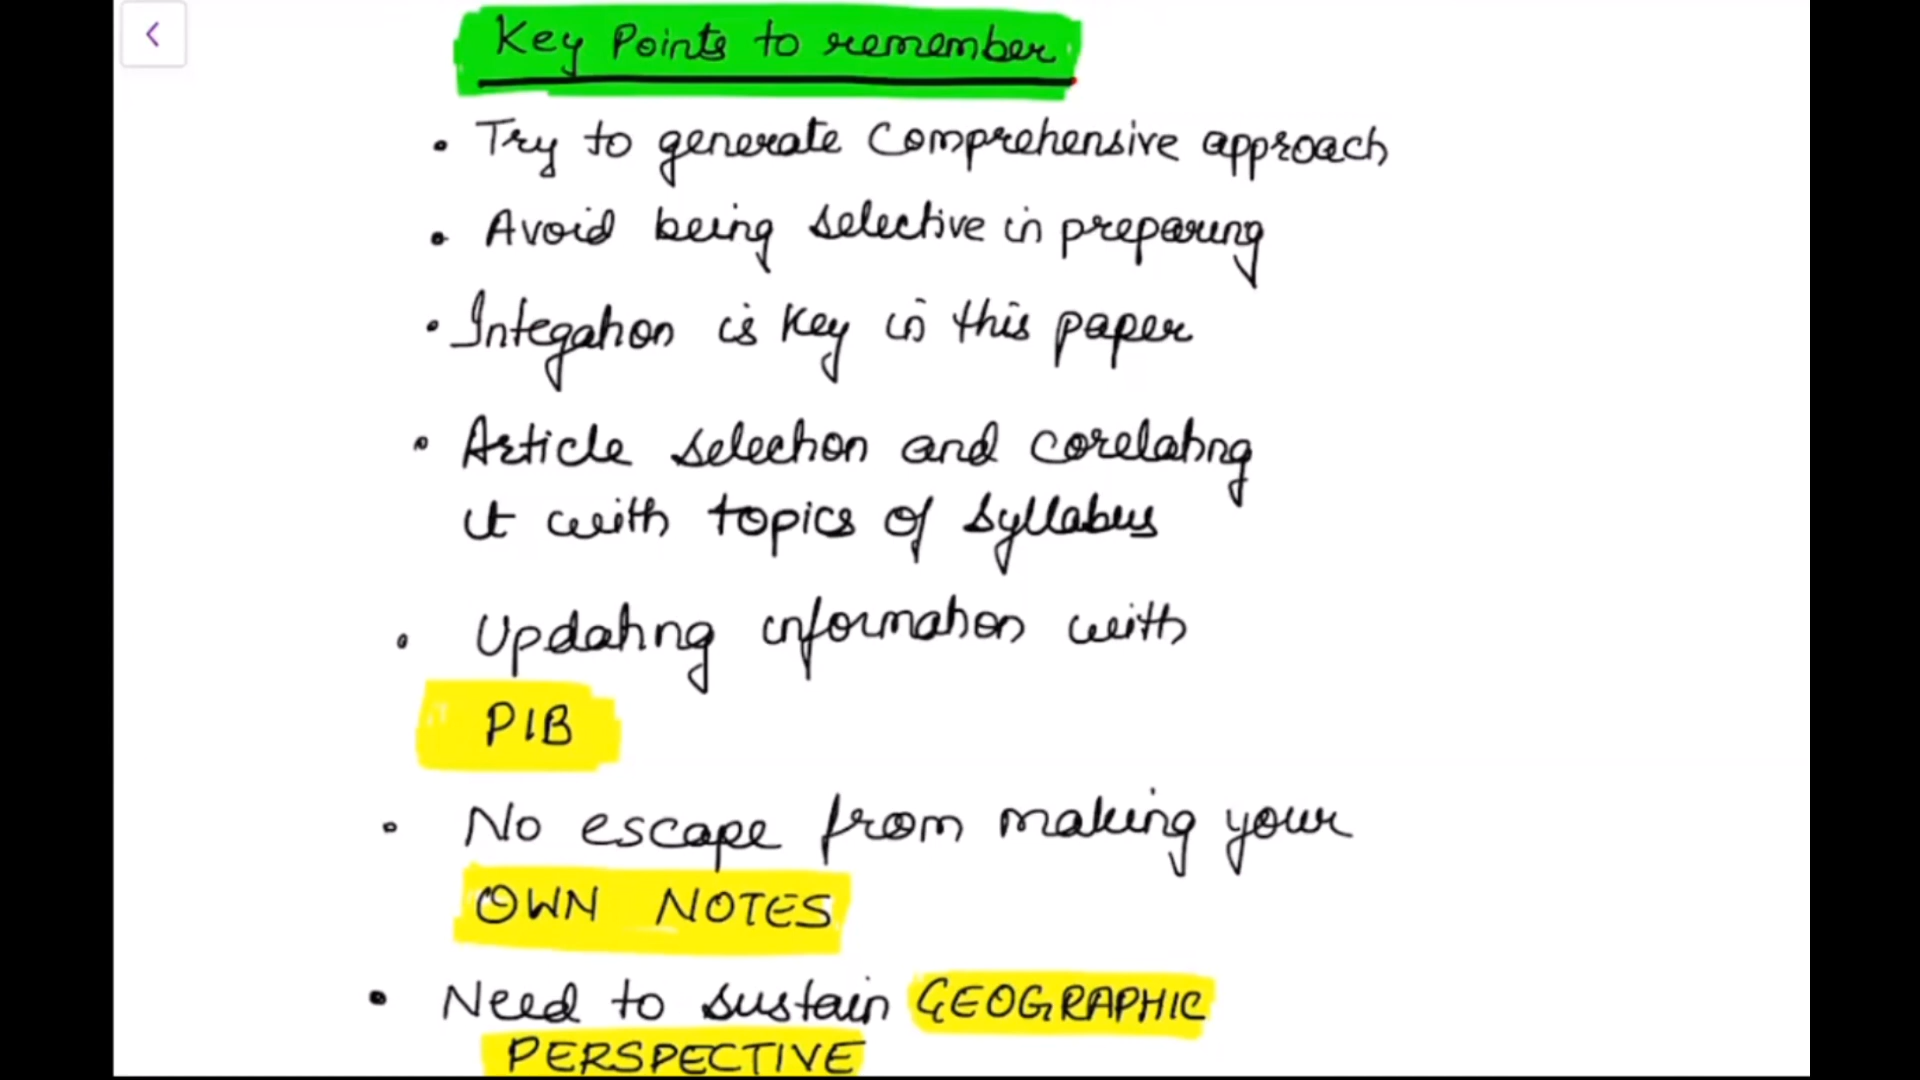 Key Points to remember
• Try to generate Comprehensive approach
• Avoid being selective in preparing
• Integation is key in this paper
• Article selection and corelating
it with topics of syllabus
• Updating information with
PIB
• No escape from making your
OWN NOTES
• Need to sustain GEOGRAPHIC
PERSPECTIVE